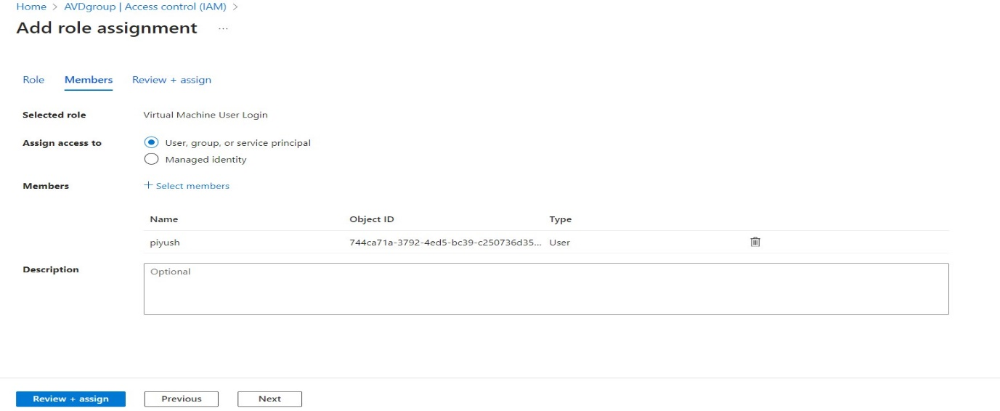 Home > AVDgroup | Access control (IAM) >
Add role assignment ...
Role Members Review + assign
Selected role Virtual Machine User Login
Assign access to User, group, or service principal
Managed identity
Members + Select members
Name Object ID Type
piyush 744ca71a-3792-4ed5-bc39-c250736d35... User
Description Optional
Review + assign Previous Next